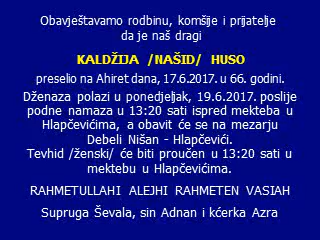 Obavještavamo rodbinu, komšije i prijatelje
da je naš dragi
KALDŽIJA /NAŠID/ HUSO
preselio na Ahiret dana, 17.6.2017. u 66. godini.
Dženaza polazi u ponedjeljak, 19.6.2017. poslije
podne namaza u 13:20 sati ispred mekteba u
Hlapčevićima, a obavit će se na mezarju
Debeli Nišan - Hlapčevići.
Tevhid /ženski/ će biti proučen u 13:20 sati u
mektebu u Hlapčevićima.
RAHMETULLAHI ALEJHI RAHMETEN VASIAH
Supruga Ševala, sin Adnan i kćerka Azra